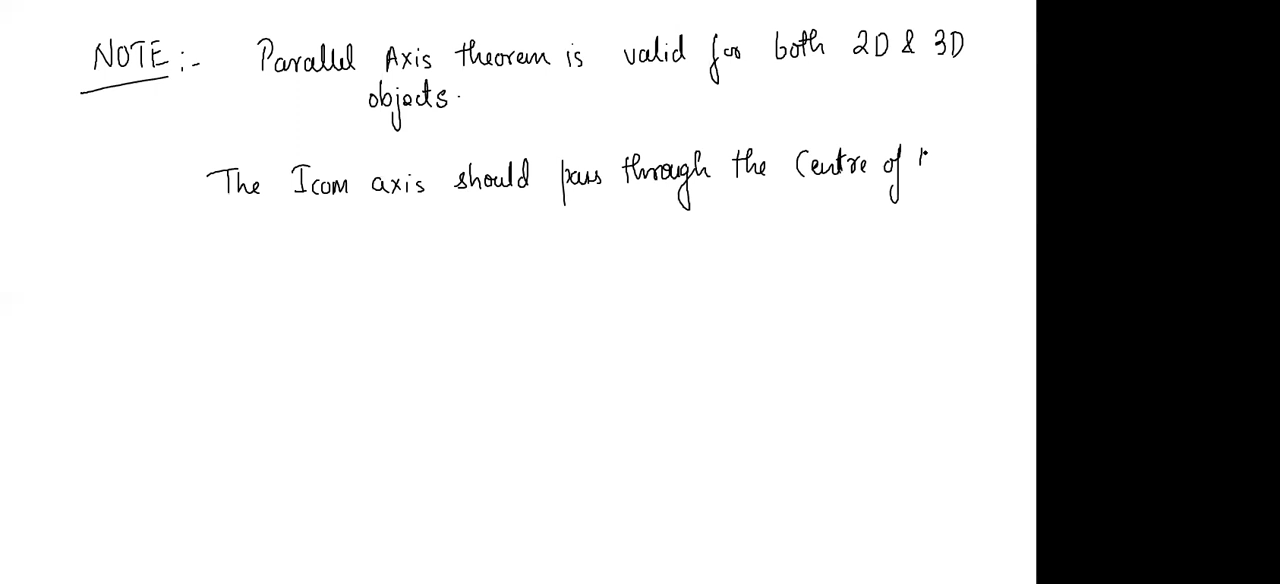 NOTE :- Parallel Axis theorem is valid for both 2D & 3D
objects.
The Icom axis should pass through the Centre of